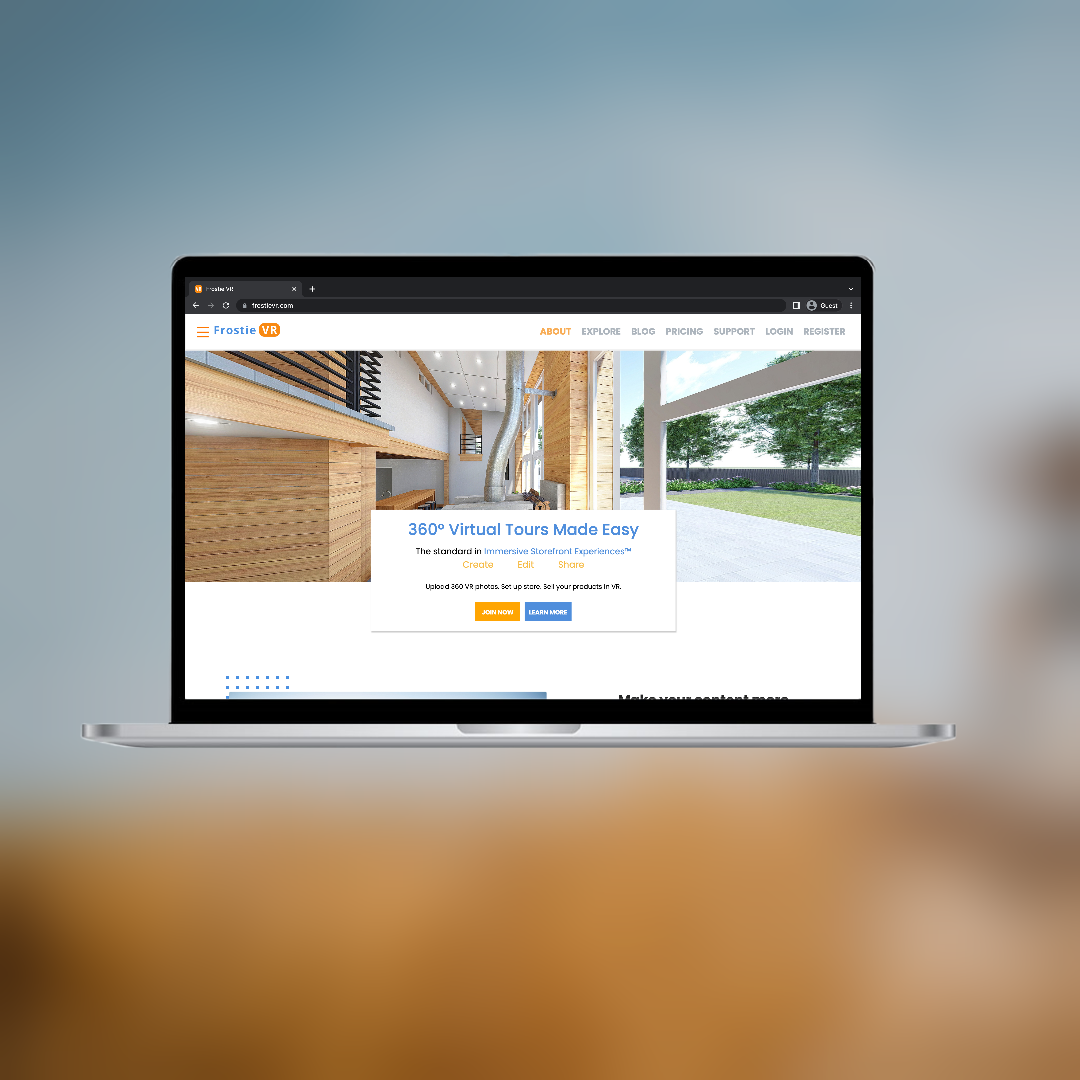 Frostie VR
frostievr.com
Guest
Frostie VR
ABOUT EXPLORE BLOG PRICING SUPPORT LOGIN REGISTER
360° Virtual Tours Made Easy
The standard in Immersive Storefront Experiences™
Create Edit Share
Upload 360 VR photos. Set up store. Sell your products in VR.
JOIN NOW LEARN MORE
Make your content more